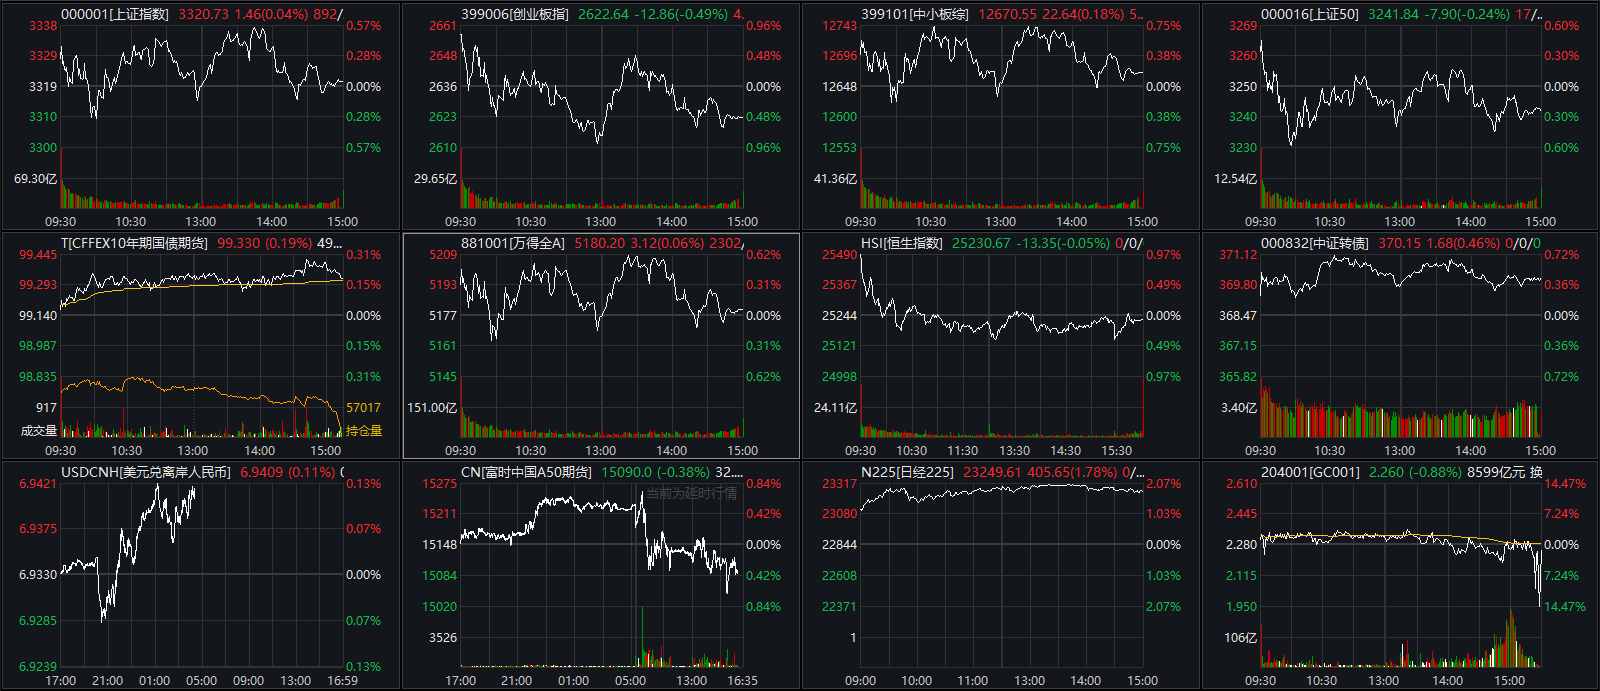 000001[上证指数] 3320.73 1.46(0.04%) 892/
3338 0.57%
3329 0.28%
3319 0.00%
3310 0.28%
3300 0.57%
69.30亿
09:30 10:30 13:00 14:00 15:00
399006[创业板指] 2622.64 -12.86(-0.49%) 4.
2661 0.96%
2648 0.48%
2636 0.00%
2623 0.48%
2610 0.96%
29.65亿
09:30 10:30 13:00 14:00 15:00
399101[中小板综] 12670.55 22.64(0.18%) 5..
12743 0.75%
12696 0.38%
12648 0.00%
12600 0.38%
12553 0.75%
41.36亿
09:30 10:30 13:00 14:00 15:00
000016[上证50] 3241.84 -7.90(-0.24%) 17/..
3269 0.60%
3260 0.30%
3250 0.00%
3240 0.30%
3230 0.60%
12.54亿
09:30 10:30 13:00 14:00 15:00
T[CFFEX10年期国债期货] 99.330 (0.19%) 49...
99.445 0.31%
99.293 0.15%
99.140 0.00%
98.987 0.15%
98.835 0.31%
917 57017
成交量 持仓量
09:30 10:30 13:00 14:00 15:00
881001[万得全A] 5180.20 3.12(0.06%) 2302/
5209 0.62%
5193 0.31%
5177 0.00%
5161 0.31%
5145 0.62%
151.00亿
09:30 10:30 13:00 14:00 15:00
HSI[恒生指数] 25230.67 -13.35(-0.05%) 0/0/
25490 0.97%
25367 0.49%
25244 0.00%
25121 0.49%
24998 0.97%
24.11亿
09:30 10:30 11:30 13:30 14:30 15:30
000832[中证转债] 370.15 1.68(0.46%) 0/0/0
371.12 0.72%
369.80 0.36%
368.47 0.00%
367.15 0.36%
365.82 0.72%
3.40亿
09:30 10:30 13:00 14:00 15:00
USDCNH[美元兑离岸人民币] 6.9409 (0.11%)
6.9421 0.13%
6.9375 0.07%
6.9330 0.00%
6.9285 0.07%
6.9239 0.13%
17:00 21:00 01:00 05:00 09:00 13:00 16:59
CN[富时中国A50期货] 15090.0 (-0.38%) 32....
当前为延时行情
15275 0.84%
15211 0.42%
15148 0.00%
15084 0.42%
15020 0.84%
3526
17:00 21:00 01:00 05:00 13:00 16:35
N225[日经225] 23249.61 405.65(1.78%) 0/...
23317 2.07%
23080 1.03%
22844 0.00%
22608 1.03%
22371 2.07%
1
08:00 09:00 10:00 11:00 13:00 14:00 15:00
204001[GC001] 2.260 (-0.88%) 8599亿元 换
2.610 14.47%
2.445 7.24%
2.280 0.00%
2.115 7.24%
1.950 14.47%
106亿
09:30 10:30 13:00 14:00 15:00